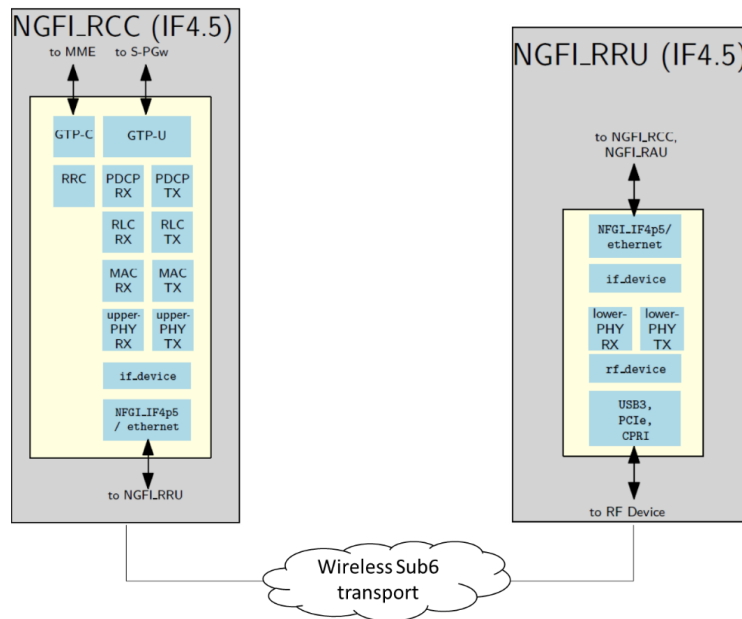 NGFI_RCC (IF4.5)
to MME to S-PGw
GTP-C GTP-U
RRC PDCP RX PDCP TX
RLC RX RLC TX
MAC RX MAC TX
upper-PHY RX upper-PHY TX
if_device
NFGI_IF4p5
/ ethernet
to NGFI_RRU
NGFI_RRU (IF4.5)
to NGFI_RCC,
NGFI_RAU
NFGI_IF4p5/
ethernet
if_device
lower-PHY RX lower-PHY TX
rf_device
USB3,
PCIe,
CPRI
to RF Device
Wireless Sub6
transport